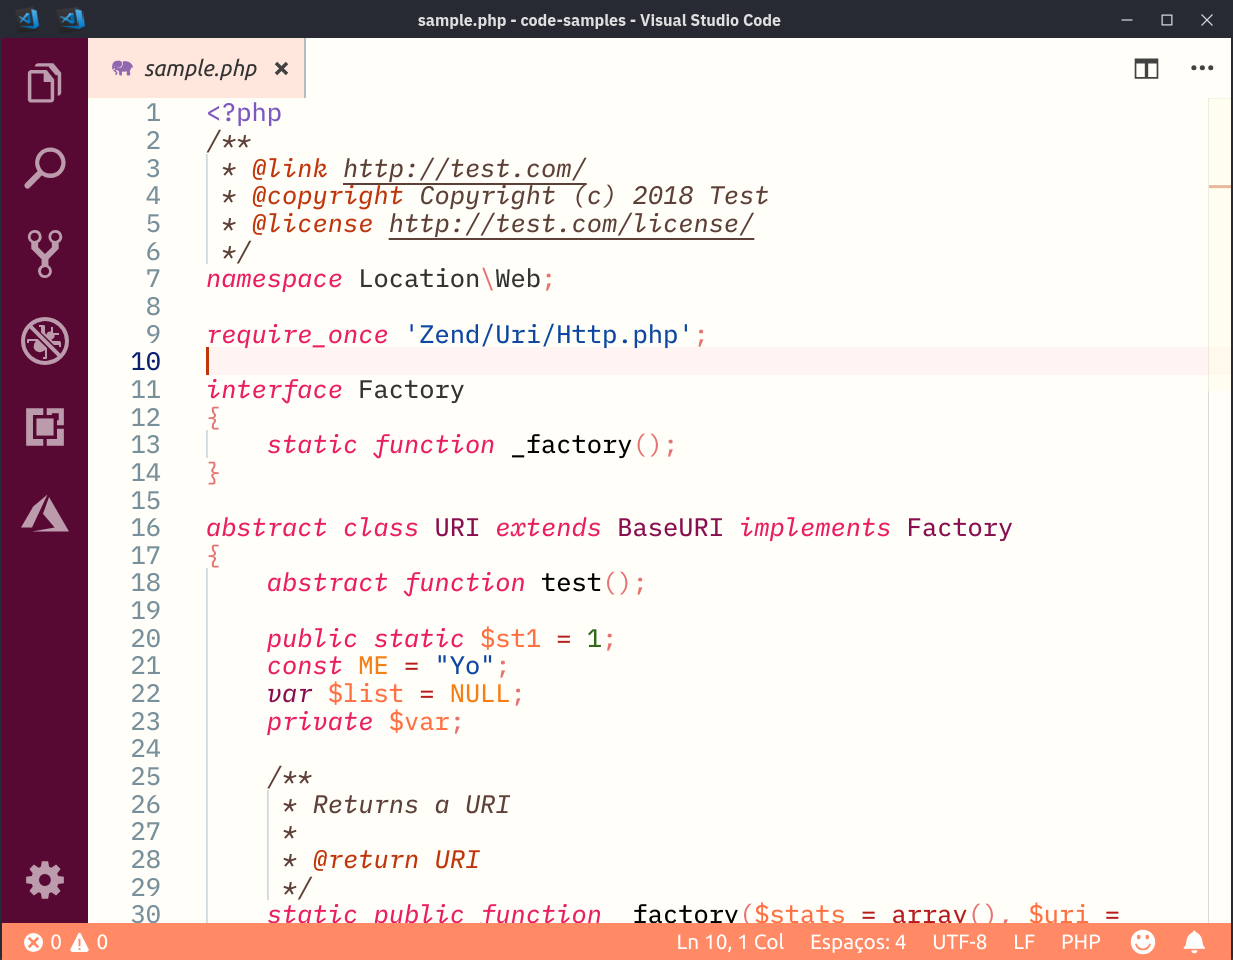 sample.php - code-samples - Visual Studio Code
sample.php
1 <?php
2 /**
3  * @link http://test.com/
4  * @copyright Copyright (c) 2018 Test
5  * @license http://test.com/license/
6  */
7 namespace Location\Web;
8
9 require_once 'Zend/Uri/Http.php';
10
11 interface Factory
12 {
13     static function _factory();
14 }
15
16 abstract class URI extends BaseURI implements Factory
17 {
18     abstract function test();
19
20     public static $st1 = 1;
21     const ME = "Yo";
22     var $list = NULL;
23     private $var;
24
25     /**
26      * Returns a URI
27      *
28      * @return URI
29      */
30     static public function _factory($stats = array(), $uri =
0 0 Ln 10, 1 Col Espaços: 4 UTF-8 LF PHP